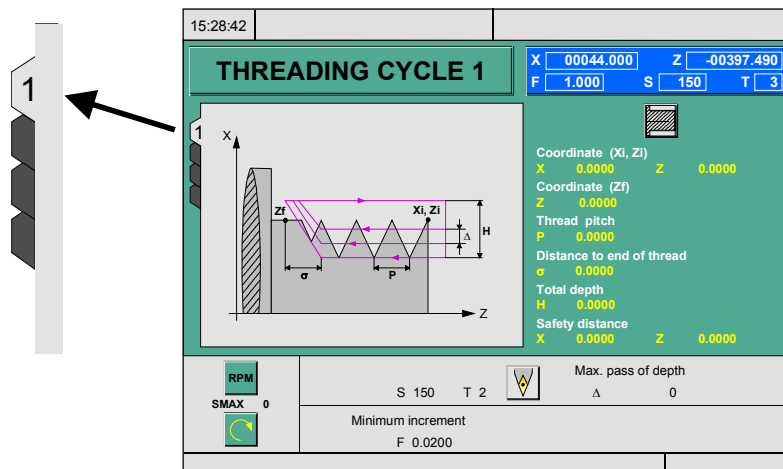 1
15:28:42
THREADING CYCLE 1
X 00044.000 Z -00397.490
F 1.000 S 150 T 3
1
X
Zf
Xi, Zi
Δ
H
σ
P
Z
Coordinate (Xi, Zi)
X 0.0000 Z 0.0000
Coordinate (Zf)
Z 0.0000
Thread pitch
P 0.0000
Distance to end of thread
σ 0.0000
Total depth
H 0.0000
Safety distance
X 0.0000 Z 0.0000
RPM
SMAX 0
S 150 T 2
Max. pass of depth
Δ 0
Minimum increment
F 0.0200